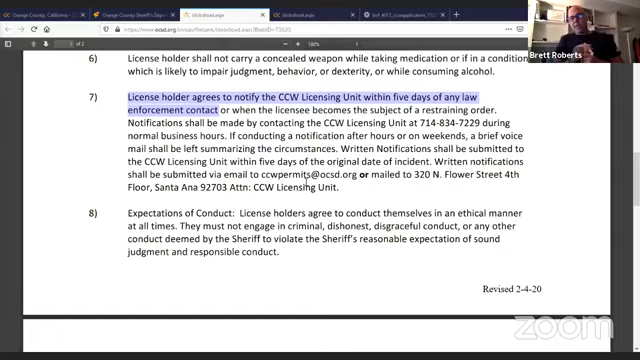 Orange County, California - C
Orange County Sheriff's Dep
blobdload.aspx
blobdload.aspx
https://ocsd.org/civica/filebank/blobdload.aspx?BlobID=73535
of 2
180%
Brett Roberts
6) License holder shall not carry a concealed weapon while taking medication or if in a condition
which is likely to impair judgment, behavior, or dexterity, or while consuming alcohol.
7) License holder agrees to notify the CCW Licensing Unit within five days of any law
enforcement contact or when the licensee becomes the subject of a restraining order.
Notifications shall be made by contacting the CCW Licensing Unit at 714-834-7229 during
normal business hours. If conducting a notification after hours or on weekends, a brief voice
mail shall be left summarizing the circumstances. Written Notifications shall be submitted to
the CCW Licensing Unit within five days of the original date of incident. Written notifications
shall be submitted via email to ccwpermits@ocsd.org or mailed to 320 N. Flower Street 4th
Floor, Santa Ana 92703 Attn: CCW Licensing Unit.
8) Expectations of Conduct: License holders agree to conduct themselves in an ethical manner
at all times. They must not engage in criminal, dishonest, disgraceful conduct, or any other
conduct deemed by the Sheriff to violate the Sheriff's reasonable expectation of sound
judgment and responsible conduct.
Revised 2-4-20
zoom